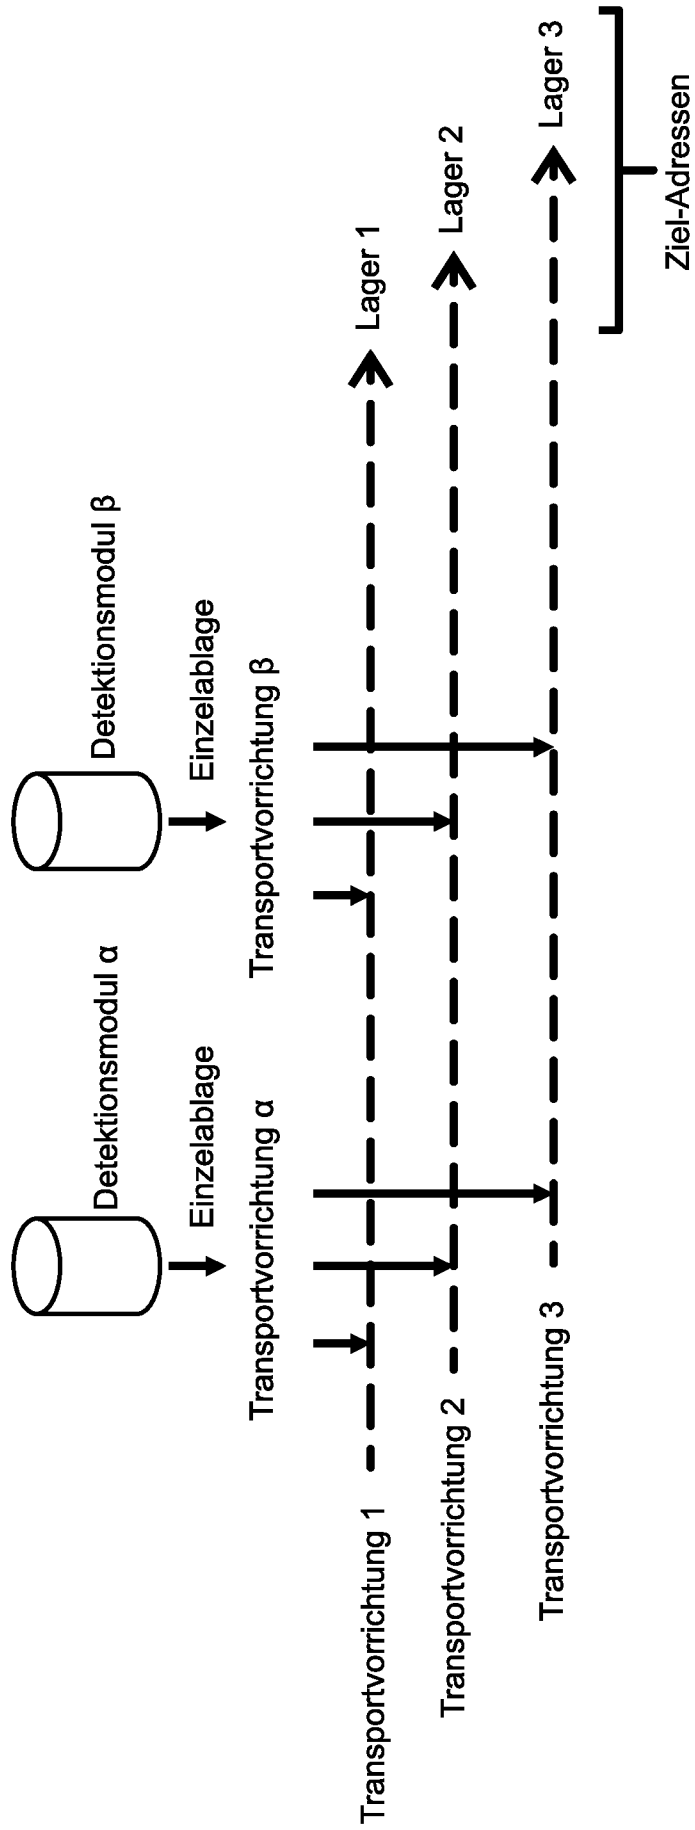 Detektionsmodul α
Detektionsmodul β
Einzelablage
Einzelablage
Transportvorrichtung α
Transportvorrichtung β
Transportvorrichtung 1
Lager 1
Transportvorrichtung 2
Lager 2
Transportvorrichtung 3
Lager 3
Ziel-Adressen